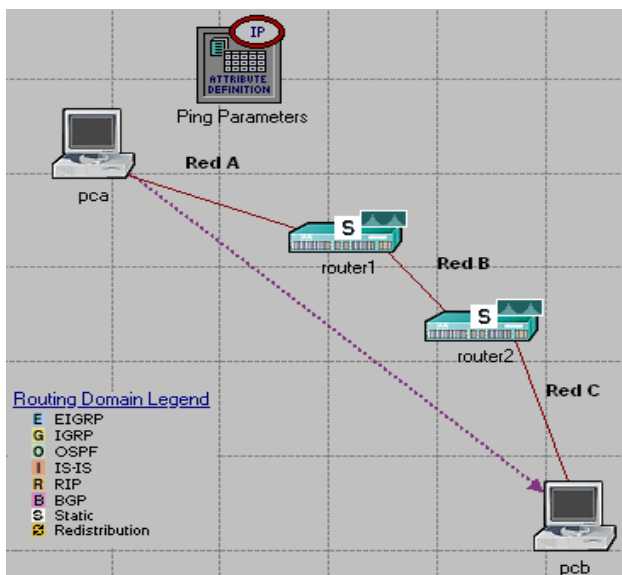 IP
ATTRIBUTE
DEFINITION
Ping Parameters
Red A
pca
S
router1
Red B
S
router2
Red C
Routing Domain Legend
E EIGRP
G IGRP
O OSPF
I IS-IS
R RIP
B BGP
S Static
Redistribution
pcb